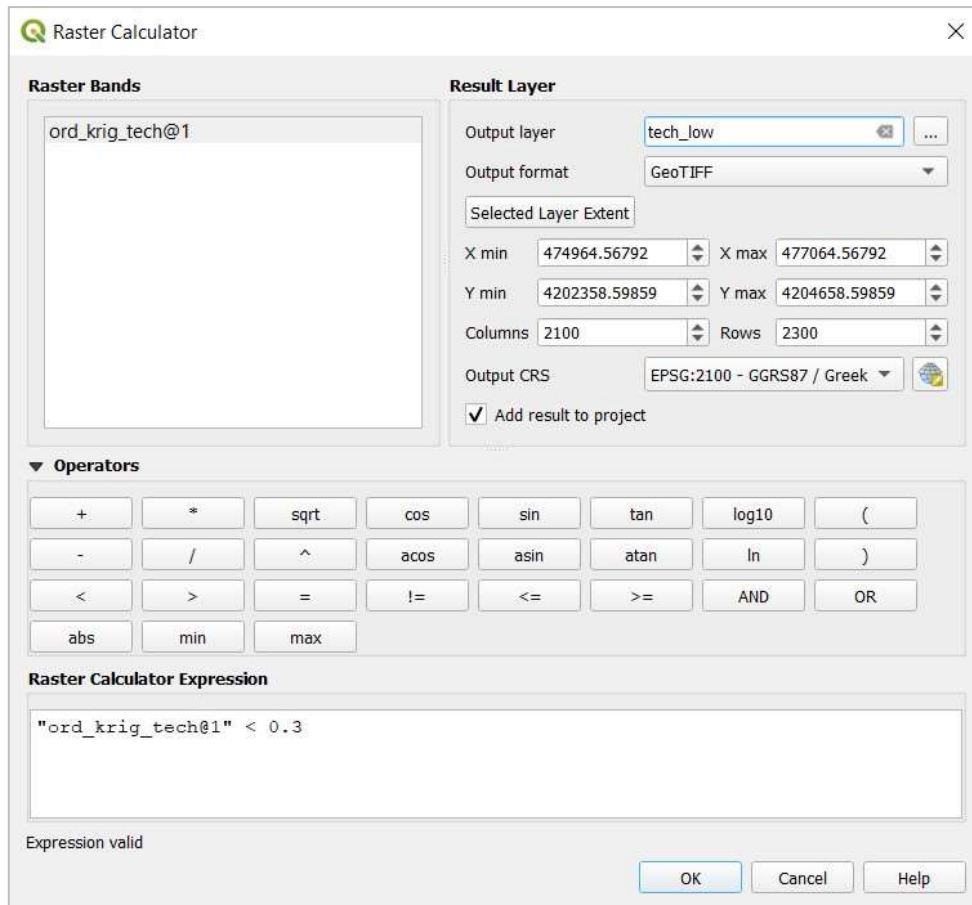 Raster Calculator
Raster Bands
ord_krig_tech@1
Result Layer
Output layer tech_low ...
Output format GeoTIFF
Selected Layer Extent
X min 474964.56792 X max 477064.56792
Y min 4202358.59859 Y max 4204658.59859
Columns 2100 Rows 2300
Output CRS EPSG:2100 - GGRS87 / Greek
Add result to project
Operators
+ * sqrt cos sin tan log10 (
- / ^ acos asin atan ln )
< > = != <= >= AND OR
abs min max
Raster Calculator Expression
"ord_krig_tech@1" < 0.3
Expression valid
OK Cancel Help